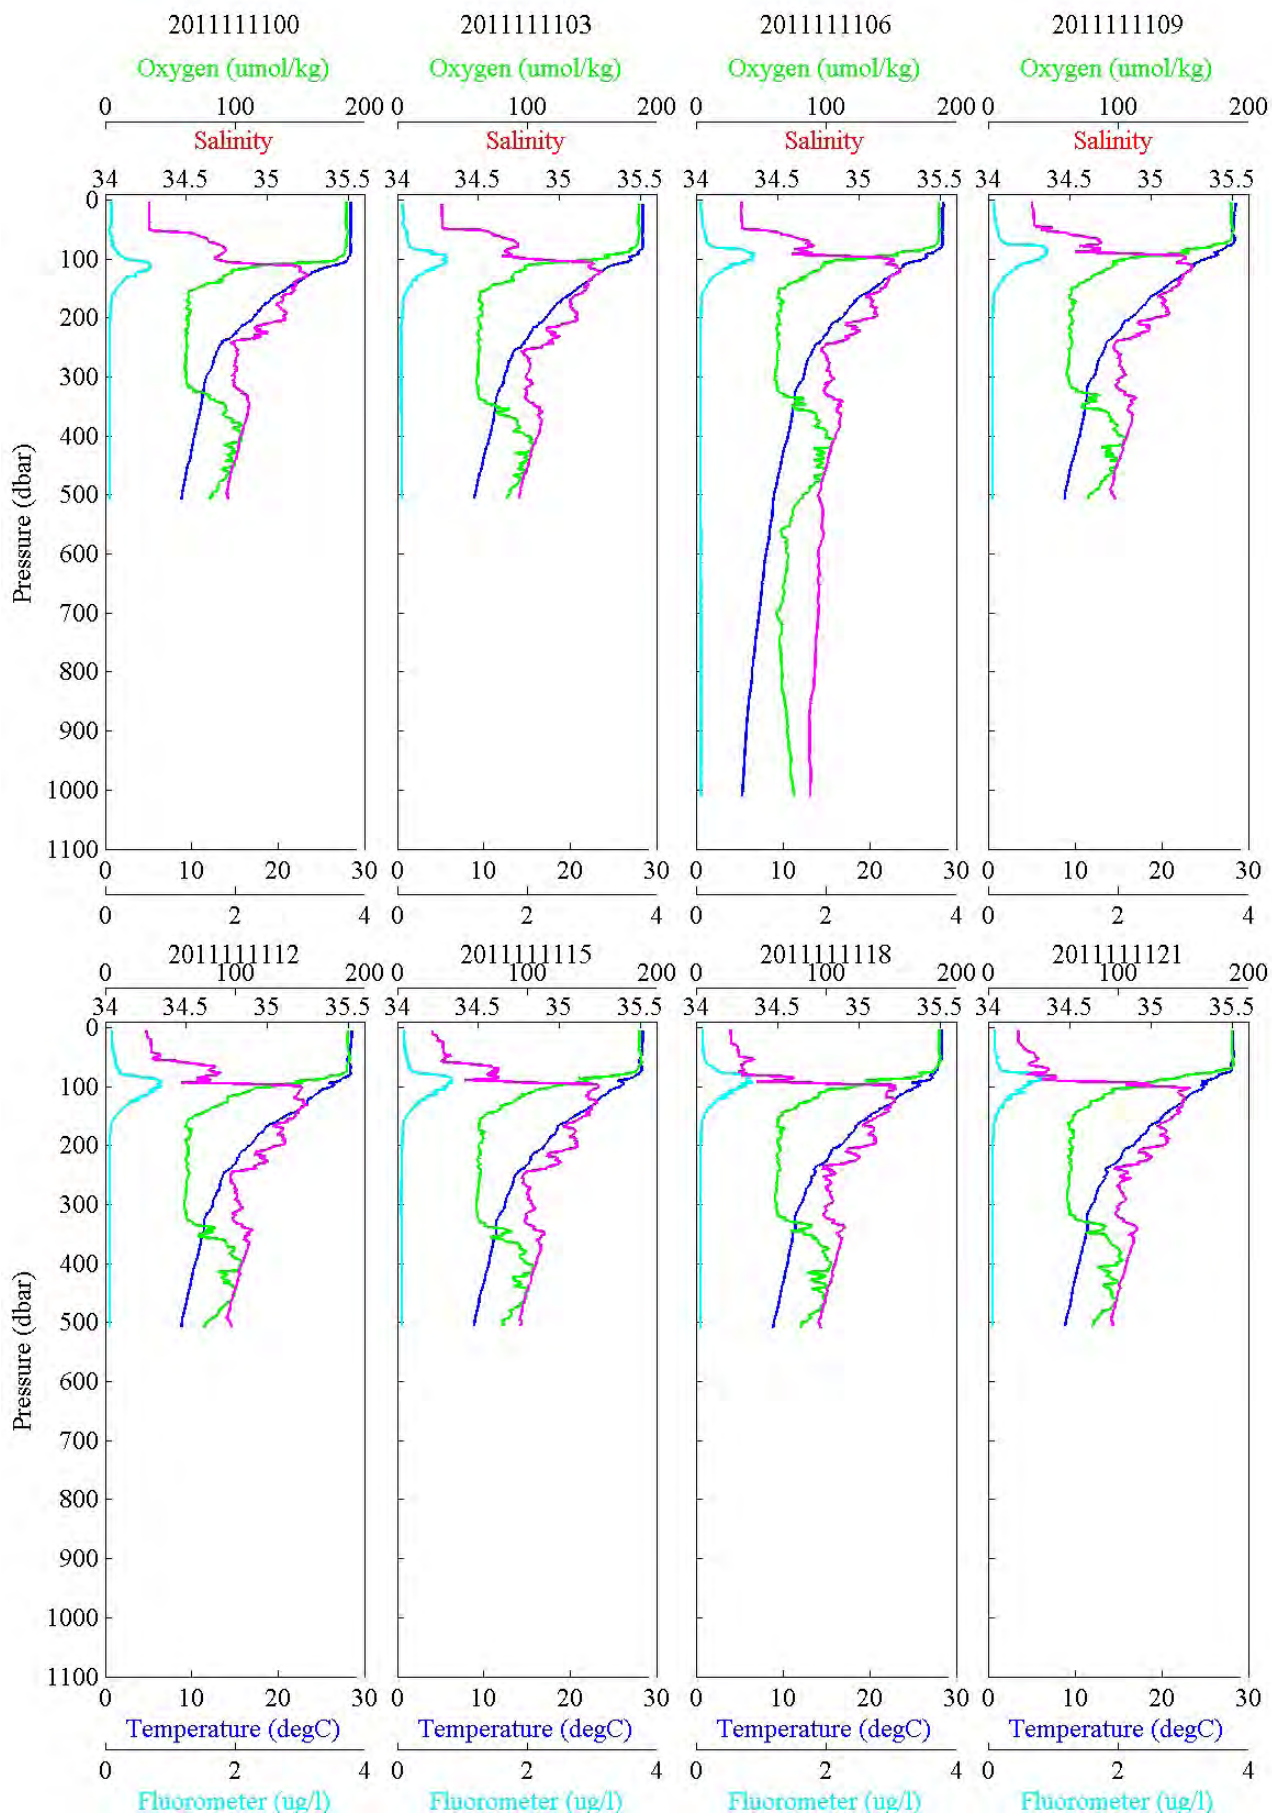 2011111100 2011111103 2011111106 2011111109
Oxygen (umol/kg) Oxygen (umol/kg) Oxygen (umol/kg) Oxygen (umol/kg)
0 100 200 0 100 200 0 100 200 0 100 200
Salinity Salinity Salinity Salinity
34 34.5 35 35.5 34 34.5 35 35.5 34 34.5 35 35.5 34 34.5 35 35.5
0
100
200
300
400
500
600
700
800
900
1000
1100
Pressure (dbar)
0 10 20 30 0 10 20 30 0 10 20 30 0 10 20 30
0 2 4 0 2 4 0 2 4 0 2 4
2011111112 2011111115 2011111118 2011111121
0 100 200 0 100 200 0 100 200 0 100 200
34 34.5 35 35.5 34 34.5 35 35.5 34 34.5 35 35.5 34 34.5 35 35.5
0
100
200
300
400
500
600
700
800
900
1000
1100
Pressure (dbar)
0 10 20 30 0 10 20 30 0 10 20 30 0 10 20 30
Temperature (degC) Temperature (degC) Temperature (degC) Temperature (degC)
0 2 4 0 2 4 0 2 4 0 2 4
Fluorometer (ug/l) Fluorometer (ug/l) Fluorometer (ug/l) Fluorometer (ug/l)